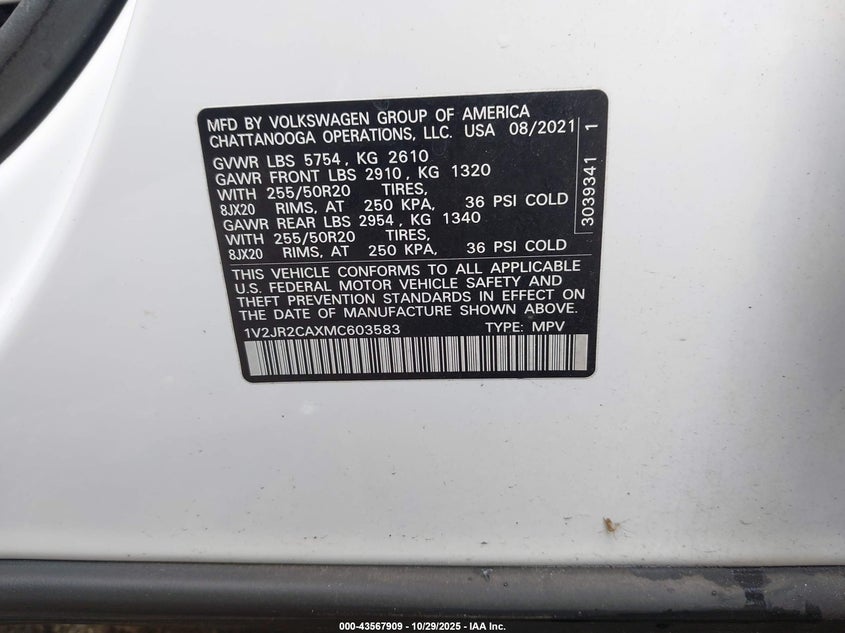 MFD BY VOLKSWAGEN GROUP OF AMERICA
CHATTANOOGA OPERATIONS, LLC. USA 08/2021
GVWR LBS 5754, KG 2610
GAWR FRONT LBS 2910, KG 1320
WITH 255/50R20 TIRES,
8JX20 RIMS, AT 250 KPA, 36 PSI COLD
GAWR REAR LBS 2954, KG 1340
WITH 255/50R20 TIRES,
8JX20 RIMS, AT 250 KPA, 36 PSI COLD
3039341 1
THIS VEHICLE CONFORMS TO ALL APPLICABLE
U.S. FEDERAL MOTOR VEHICLE SAFETY AND
THEFT PREVENTION STANDARDS IN EFFECT ON
THE DATE OF MANUFACTURE SHOWN ABOVE.
1V2JR2CAXMC603583 TYPE: MPV
000-43567909 - 10/29/2025 - IAA Inc.